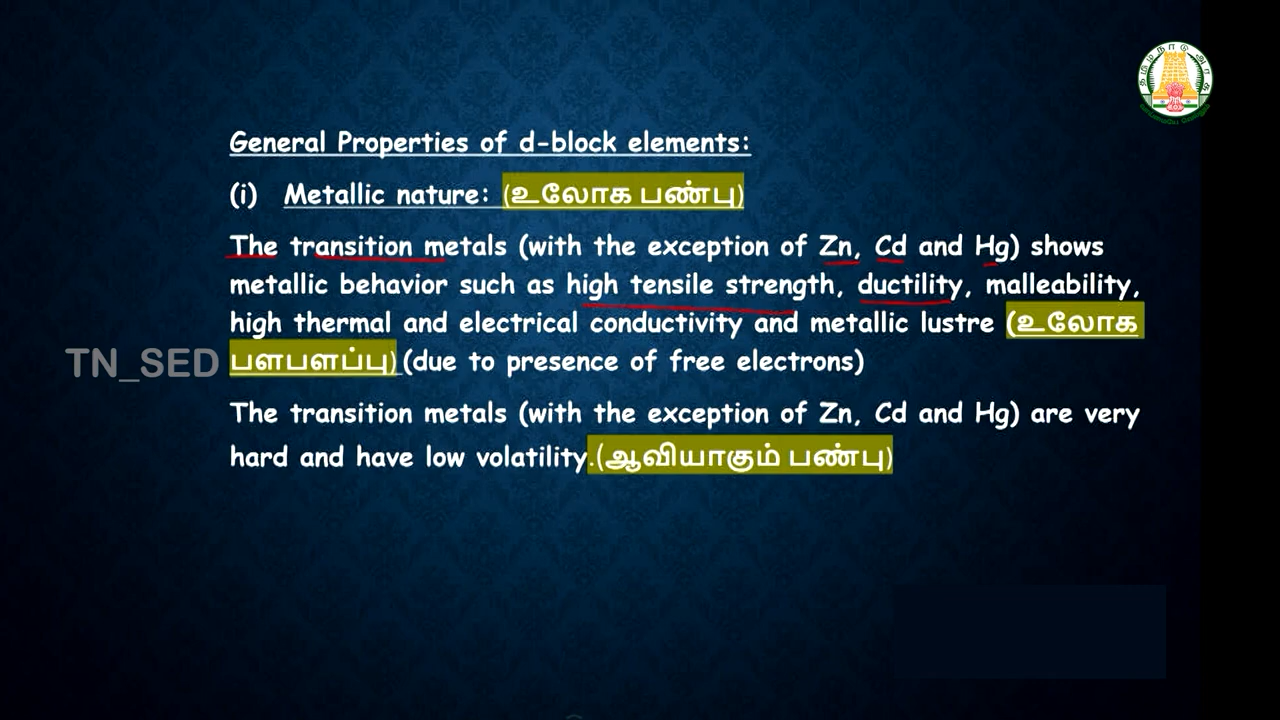 General Properties of d-block elements:
(i) Metallic nature: (உலோக பண்பு)
The transition metals (with the exception of Zn, Cd and Hg) shows
metallic behavior such as high tensile strength, ductility, malleability,
high thermal and electrical conductivity and metallic lustre (உலோக
பளபளப்பு) (due to presence of free electrons)
TN_SED
The transition metals (with the exception of Zn, Cd and Hg) are very
hard and have low volatility.(ஆவியாகும் பண்பு)